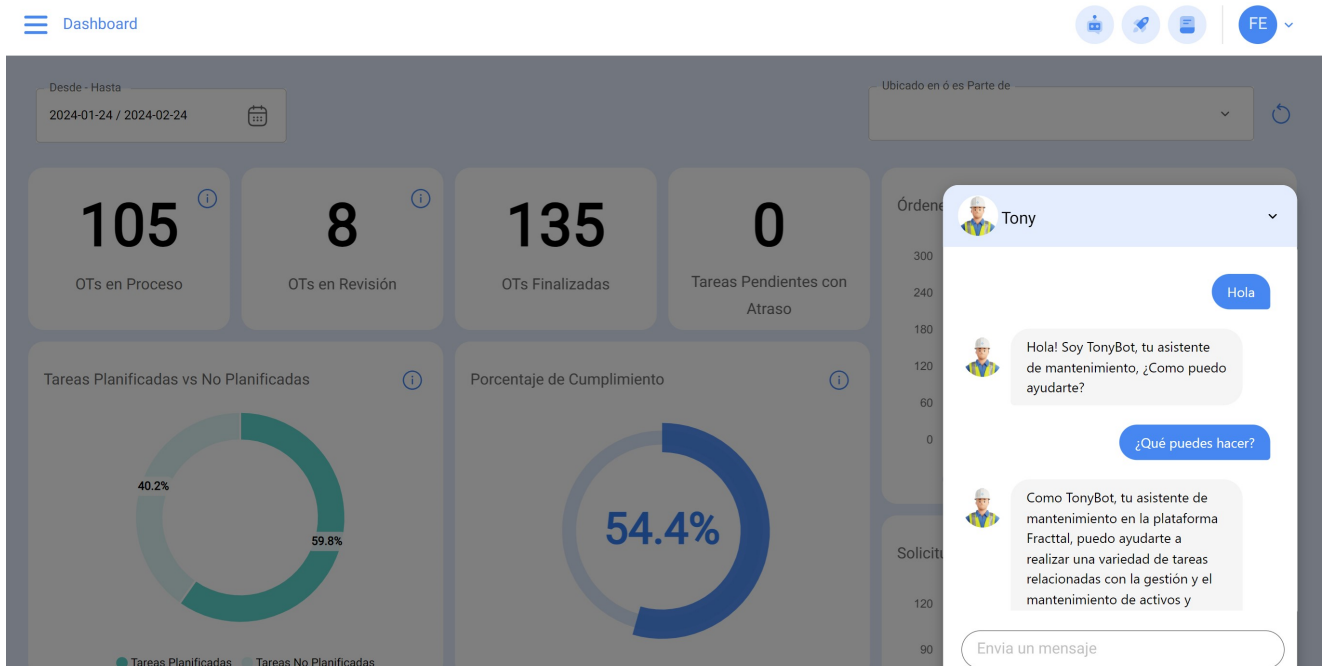 Dashboard
FE
Desde - Hasta
2024-01-24 / 2024-02-24
Ubicado en ó es Parte de
105
OTs en Proceso
8
OTs en Revisión
135
OTs Finalizadas
0
Tareas Pendientes con
Atraso
Tareas Planificadas vs No Planificadas
40.2%
59.8%
Tareas Planificadas
Tareas No Planificadas
Porcentaje de Cumplimiento
54.4%
Órdene
300
240
180
120
60
0
Solicitu
120
90
Tony
Hola
Hola! Soy TonyBot, tu asistente
de mantenimiento, ¿Como puedo
ayudarte?
¿Qué puedes hacer?
Como TonyBot, tu asistente de
mantenimiento en la plataforma
Fracttal, puedo ayudarte a
realizar una variedad de tareas
relacionadas con la gestión y el
mantenimiento de activos y
Envia un mensaje